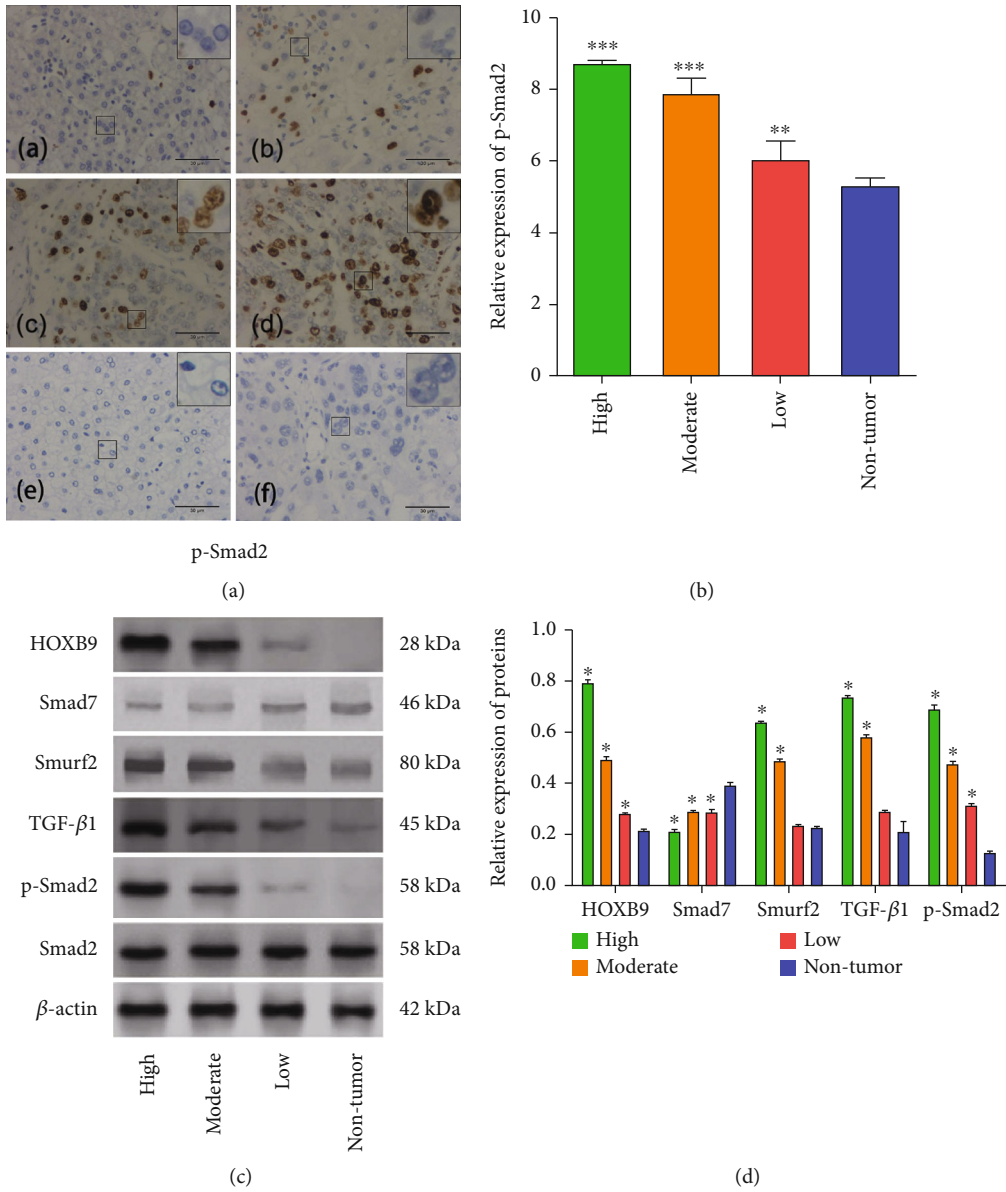 (a)
(b)
(c)
(d)
(e)
(f)
p-Smad2
(a)
Relative expression of p-Smad2
10
8
6
4
2
0
***
***
**
High
Moderate
Low
Non-tumor
(b)
HOXB9 28 kDa
Smad7 46 kDa
Smurf2 80 kDa
TGF-β1 45 kDa
p-Smad2 58 kDa
Smad2 58 kDa
β-actin 42 kDa
High
Moderate
Low
Non-tumor
(c)
Relative expression of proteins
1.0
0.8
0.6
0.4
0.2
0.0
* * *
* * *
* *
* *
* * *
HOXB9 Smad7 Smurf2 TGF-β1 p-Smad2
High Low
Moderate Non-tumor
(d)